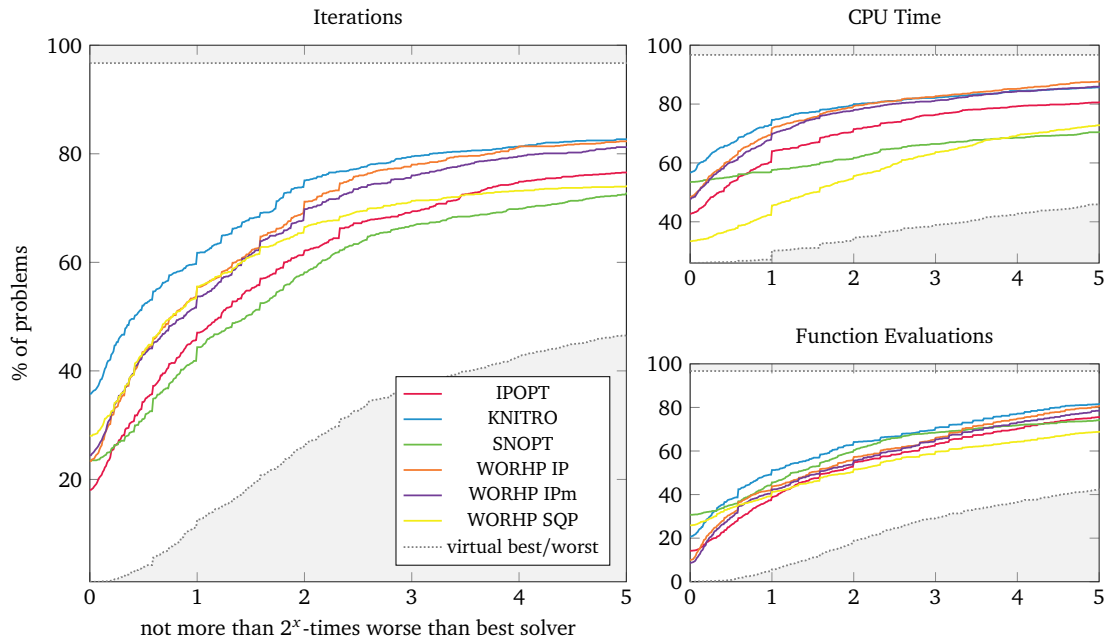 Iterations
100
80
60
40
20
% of problems
0 1 2 3 4 5
not more than 2^x-times worse than best solver
IPOPT
KNITRO
SNOPT
WORHP IP
WORHP IPm
WORHP SQP
virtual best/worst
CPU Time
100
80
60
40
0 1 2 3 4 5
Function Evaluations
100
80
60
40
20
0
0 1 2 3 4 5